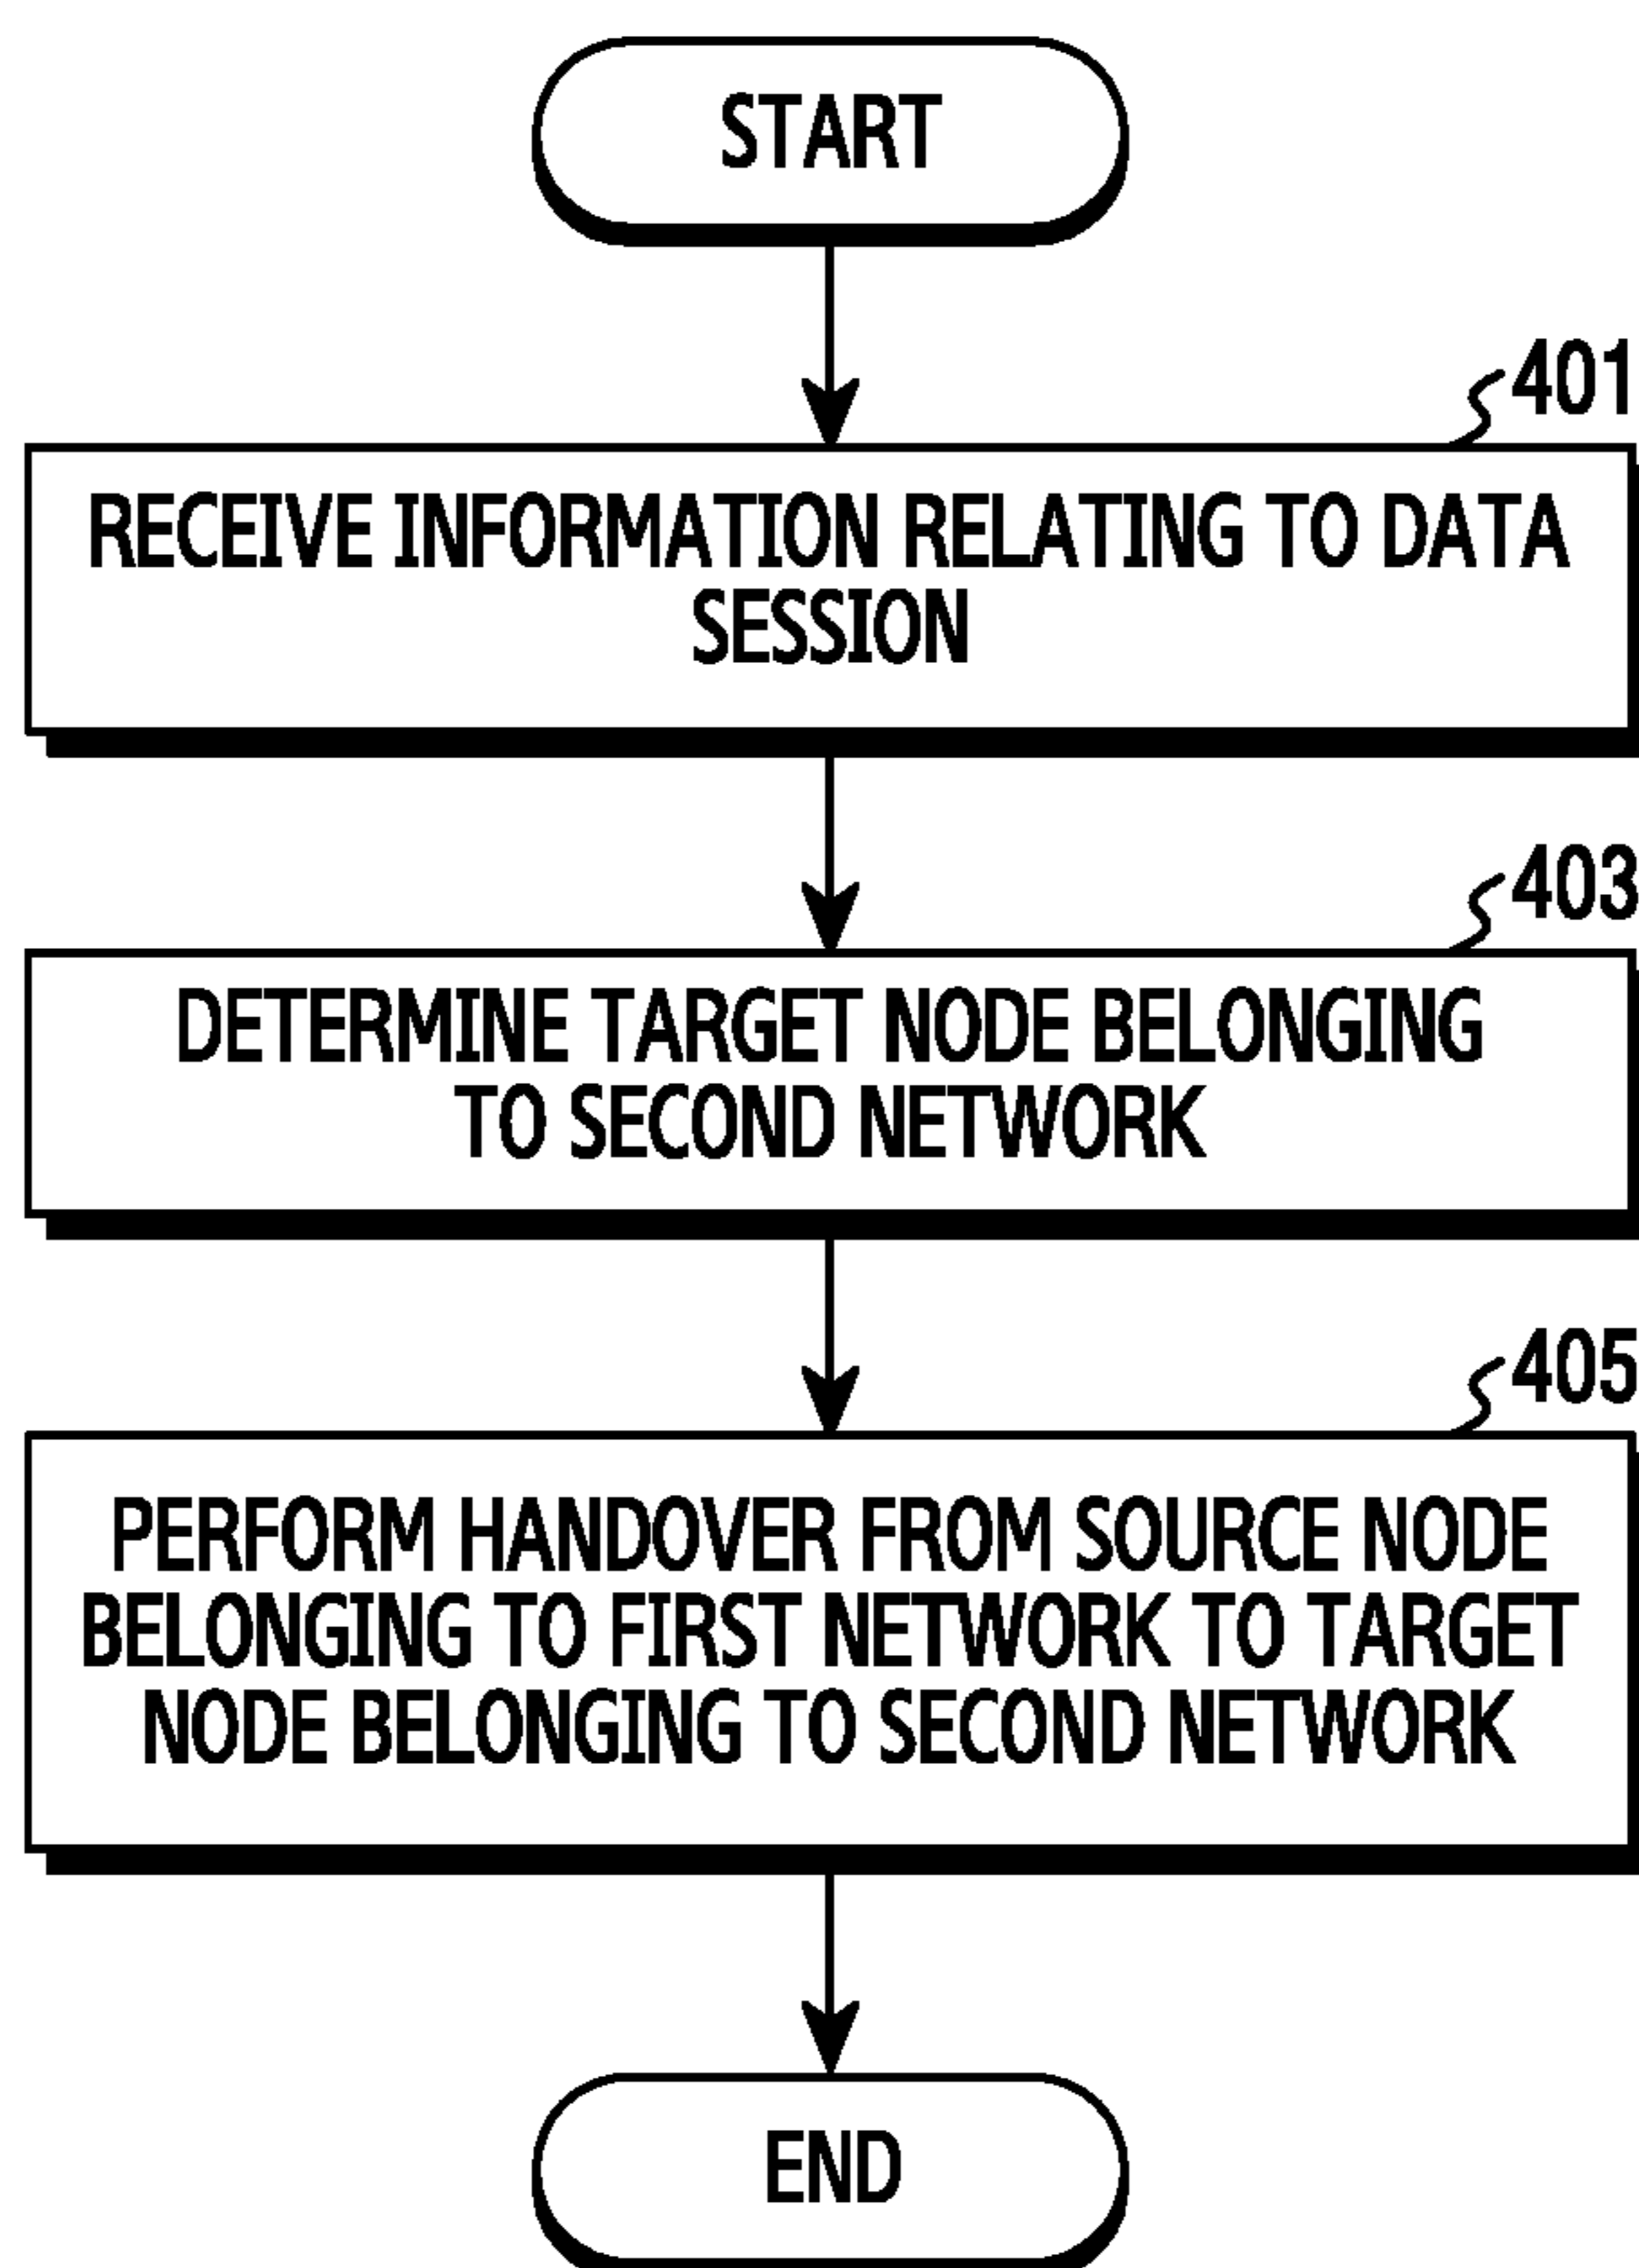 START
401
RECEIVE INFORMATION RELATING TO DATA
SESSION
403
DETERMINE TARGET NODE BELONGING
TO SECOND NETWORK
405
PERFORM HANDOVER FROM SOURCE NODE
BELONGING TO FIRST NETWORK TO TARGET
NODE BELONGING TO SECOND NETWORK
END